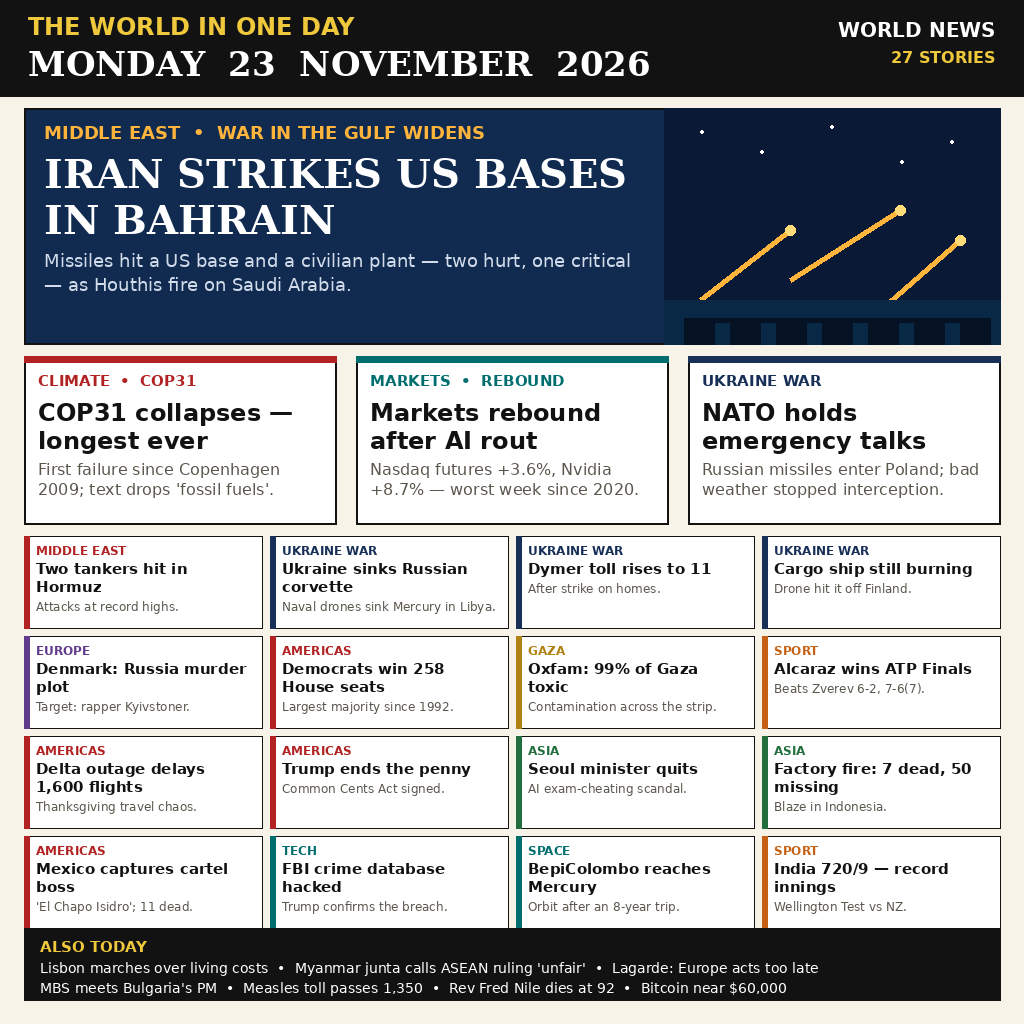 THE WORLD IN ONE DAY
MONDAY 23 NOVEMBER 2026
WORLD NEWS
27 STORIES
MIDDLE EAST • WAR IN THE GULF WIDENS
IRAN STRIKES US BASES
IN BAHRAIN
Missiles hit a US base and a civilian plant — two hurt, one critical
— as Houthis fire on Saudi Arabia.
CLIMATE • COP31
COP31 collapses —
longest ever
First failure since Copenhagen
2009; text drops 'fossil fuels'.
MARKETS • REBOUND
Markets rebound
after AI rout
Nasdaq futures +3.6%, Nvidia
+8.7% — worst week since 2020.
UKRAINE WAR
NATO holds
emergency talks
Russian missiles enter Poland; bad
weather stopped interception.
MIDDLE EAST
Two tankers hit in
Hormuz
Attacks at record highs.
UKRAINE WAR
Ukraine sinks Russian
corvette
Naval drones sink Mercury in Libya.
UKRAINE WAR
Dymer toll rises to 11
After strike on homes.
UKRAINE WAR
Cargo ship still burning
Drone hit it off Finland.
EUROPE
Denmark: Russia murder
plot
Target: rapper Kyivstoner.
AMERICAS
Democrats win 258
House seats
Largest majority since 1992.
GAZA
Oxfam: 99% of Gaza
toxic
Contamination across the strip.
SPORT
Alcaraz wins ATP Finals
Beats Zverev 6-2, 7-6(7).
AMERICAS
Delta outage delays
1,600 flights
Thanksgiving travel chaos.
AMERICAS
Trump ends the penny
Common Cents Act signed.
ASIA
Seoul minister quits
AI exam-cheating scandal.
ASIA
Factory fire: 7 dead, 50
missing
Blaze in Indonesia.
AMERICAS
Mexico captures cartel
boss
'El Chapo Isidro'; 11 dead.
TECH
FBI crime database
hacked
Trump confirms the breach.
SPACE
BepiColombo reaches
Mercury
Orbit after an 8-year trip.
SPORT
India 720/9 — record
innings
Wellington Test vs NZ.
ALSO TODAY
Lisbon marches over living costs • Myanmar junta calls ASEAN ruling 'unfair' • Lagarde: Europe acts too late
MBS meets Bulgaria's PM • Measles toll passes 1,350 • Rev Fred Nile dies at 92 • Bitcoin near $60,000